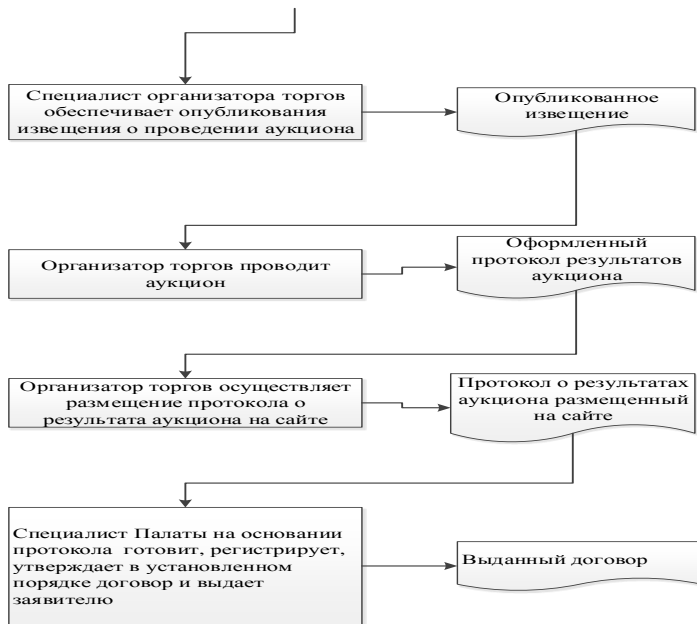 Специалист организатора торгов
обеспечивает опубликования
извещения о проведении аукциона
Опубликованное
извещение
Организатор торгов проводит
аукцион
Оформленный
протокол результатов
аукциона
Организатор торгов осуществляет
размещение протокола о
результата аукциона на сайте
Протокол о результатах
аукциона размещенный
на сайте
Специалист Палаты на основании
протокола готовит, регистрирует,
утверждает в установленном
порядке договор и выдает
заявителю
Выданный договор